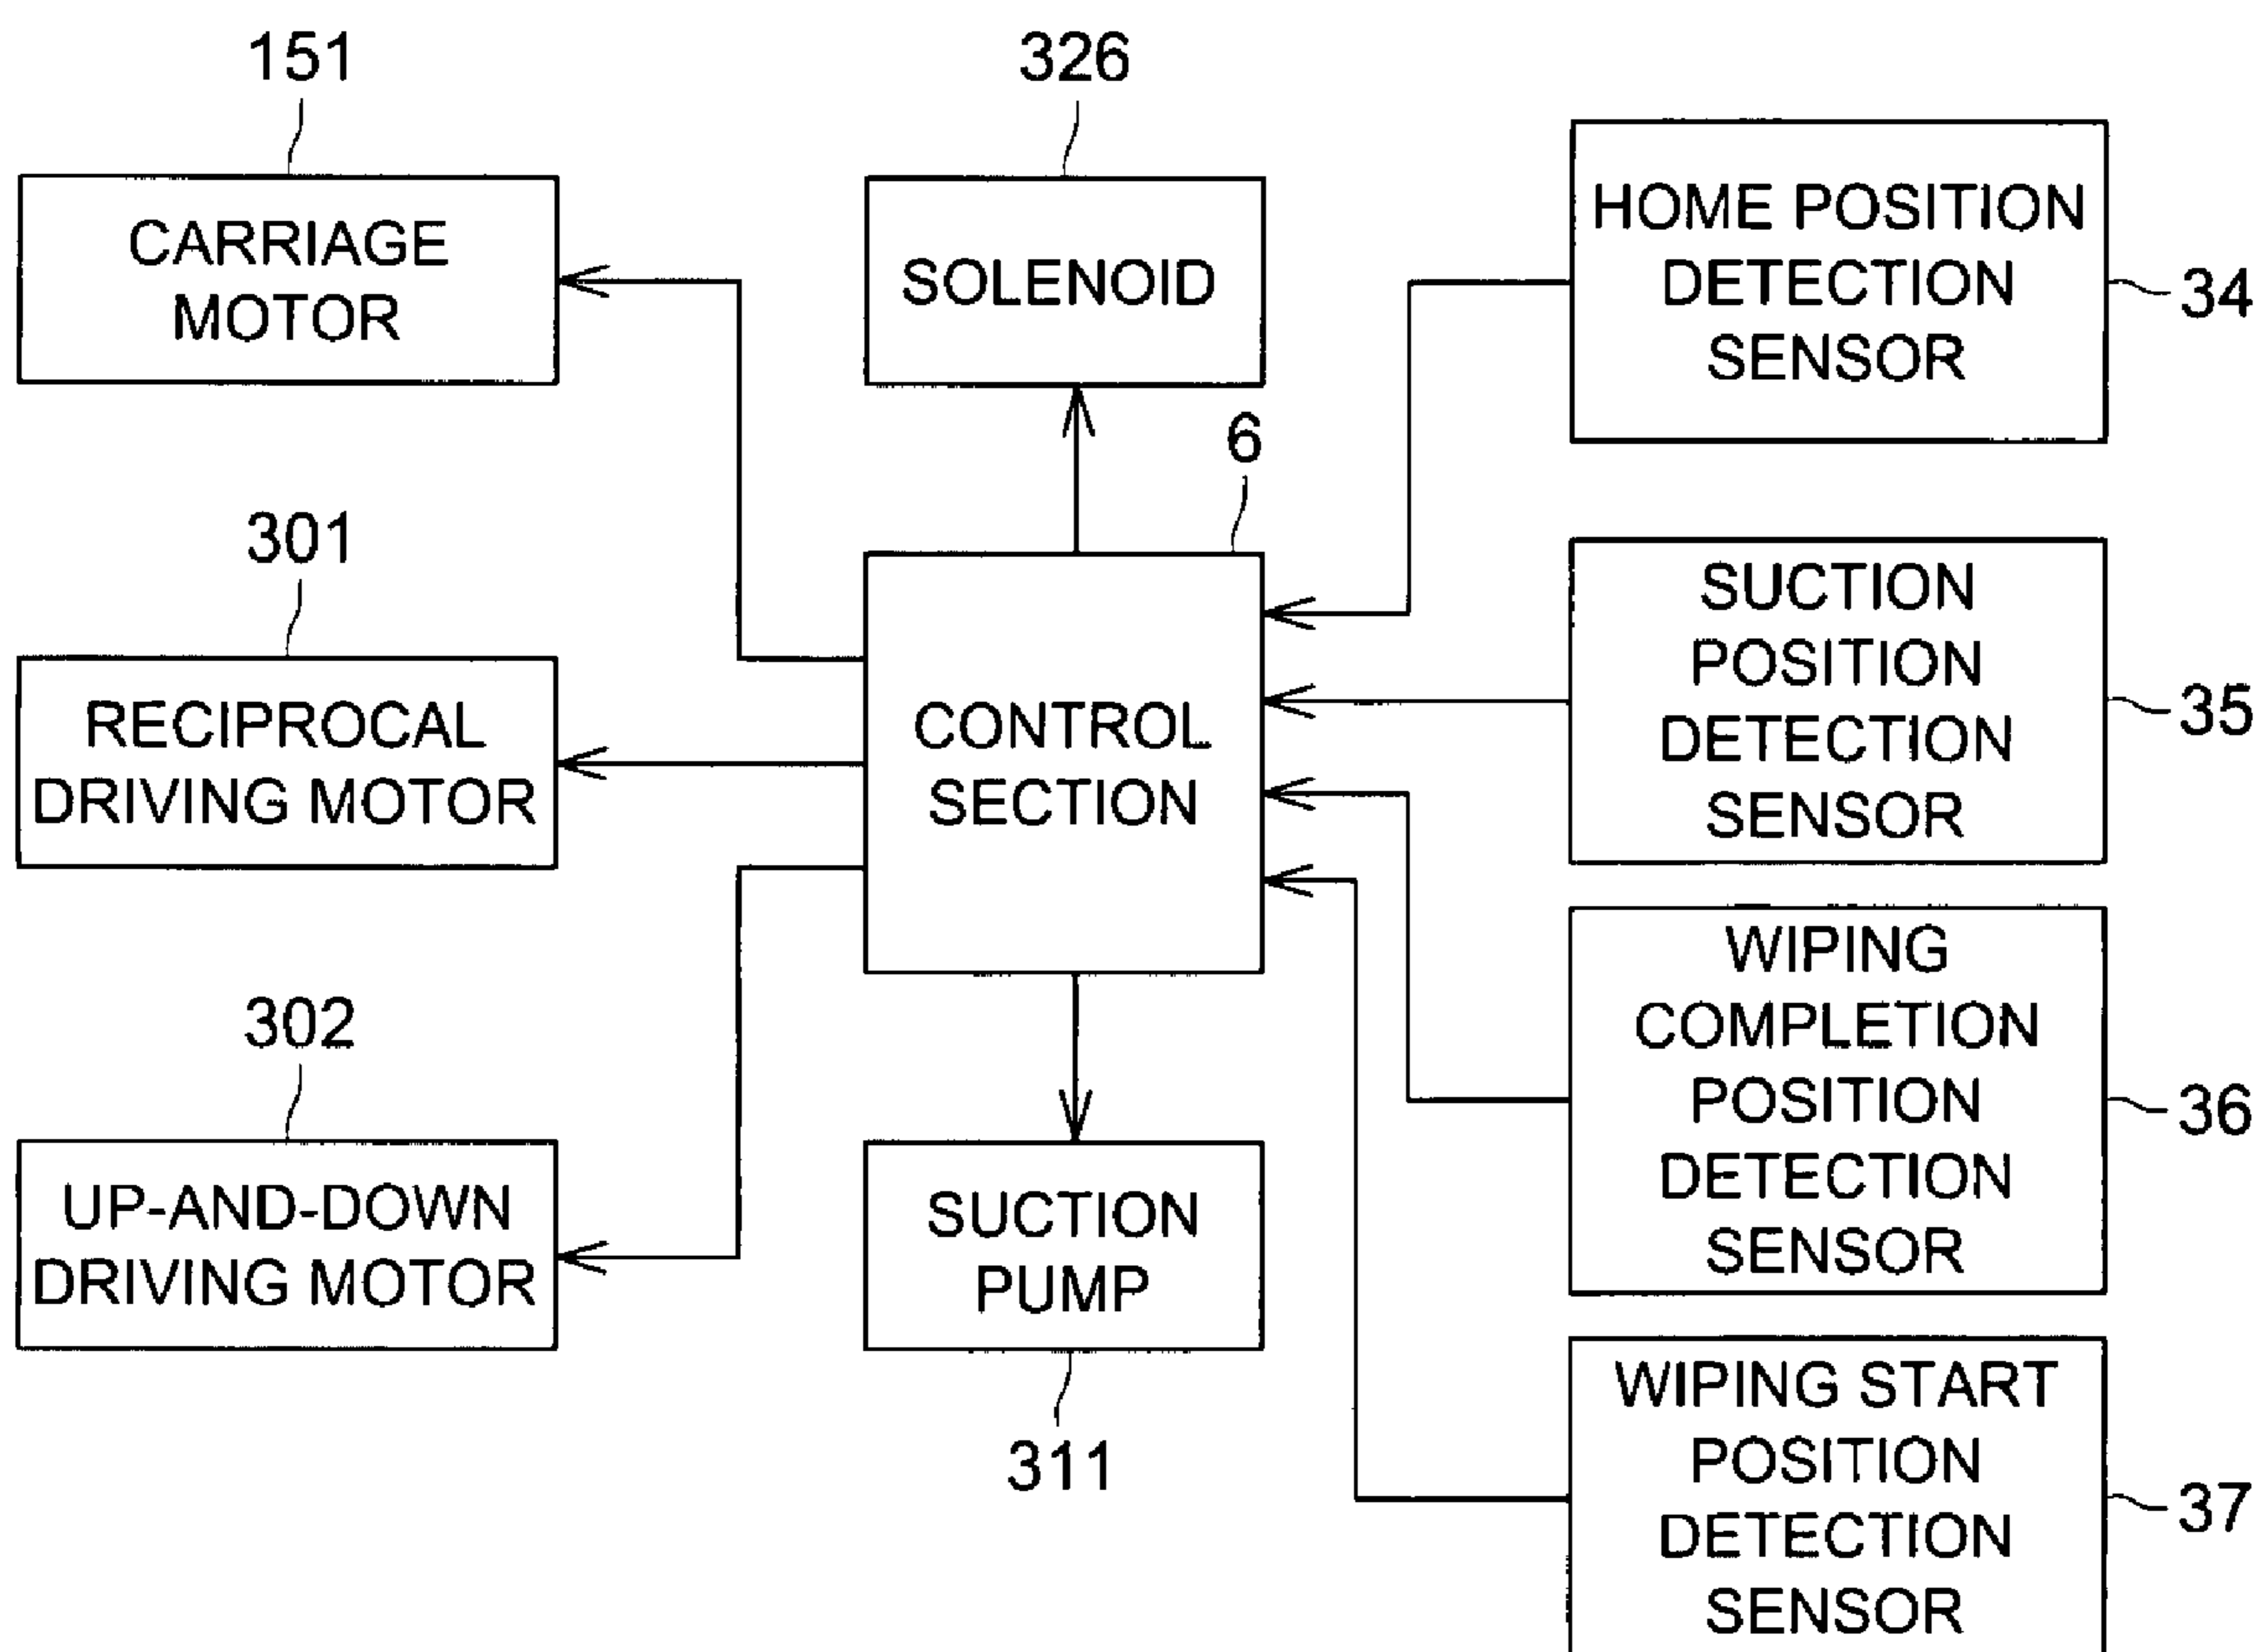 151
CARRIAGE
MOTOR
326
SOLENOID
HOME POSITION
DETECTION
SENSOR
34
6
CONTROL
SECTION
301
RECIPROCAL
DRIVING MOTOR
SUCTION
POSITION
DETECTION
SENSOR
35
302
UP-AND-DOWN
DRIVING MOTOR
SUCTION
PUMP
311
WIPING
COMPLETION
POSITION
DETECTION
SENSOR
36
WIPING START
POSITION
DETECTION
SENSOR
37